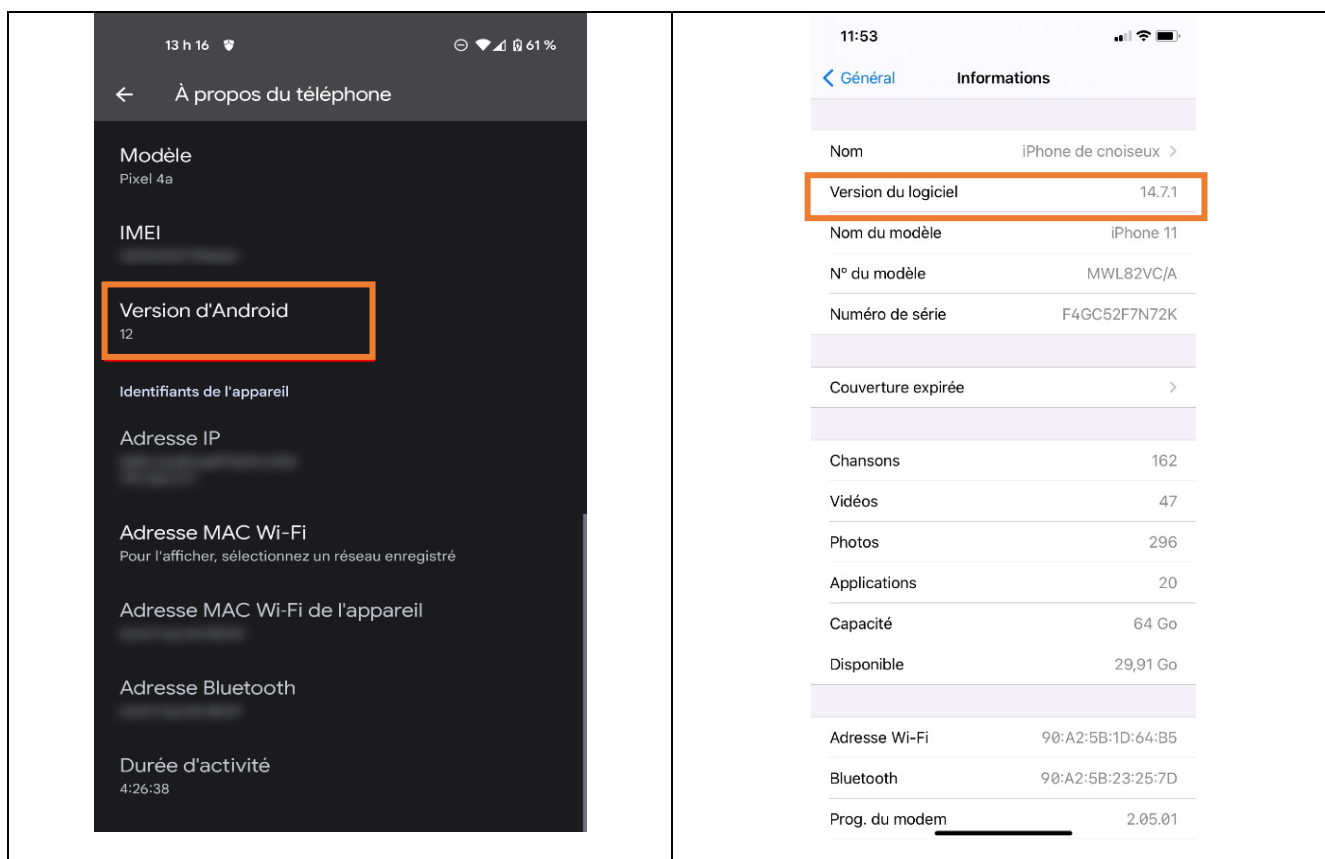 13 h 16
61 %
À propos du téléphone
Modèle
Pixel 4a
IMEI
Version d'Android
12
Identifiants de l'appareil
Adresse IP
Adresse MAC Wi-Fi
Pour l'afficher, sélectionnez un réseau enregistré
Adresse MAC Wi-Fi de l'appareil
Adresse Bluetooth
Durée d'activité
4:26:38
11:53
Général Informations
Nom iPhone de cnoiseux
Version du logiciel 14.7.1
Nom du modèle iPhone 11
Nº du modèle MWL82VC/A
Numéro de série F4GC52F7N72K
Couverture expirée
Chansons 162
Vidéos 47
Photos 296
Applications 20
Capacité 64 Go
Disponible 29,91 Go
Adresse Wi-Fi 90:A2:5B:1D:64:B5
Bluetooth 90:A2:5B:23:25:7D
Prog. du modem 2.05.01